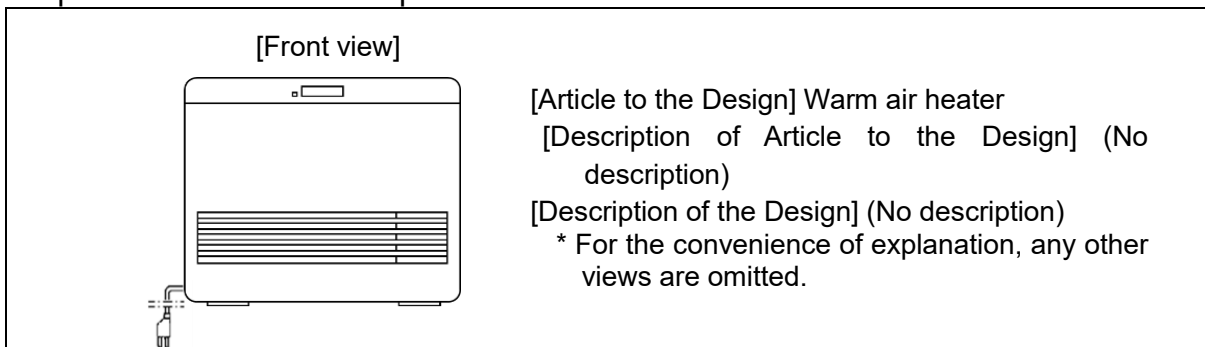 [Front view]
[Article to the Design] Warm air heater
[Description of Article to the Design] (No
description)
[Description of the Design] (No description)
* For the convenience of explanation, any other
views are omitted.